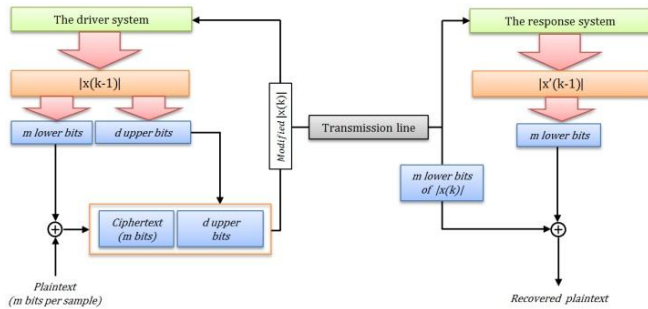 The driver system
|x(k-1)|
m lower bits
d upper bits
Ciphertext
(m bits)
d upper
bits
Plaintext
(m bits per sample)
Modified |x(k)|
Transmission line
The response system
|x'(k-1)|
m lower bits
m lower bits
of |x(k)|
Recovered plaintext